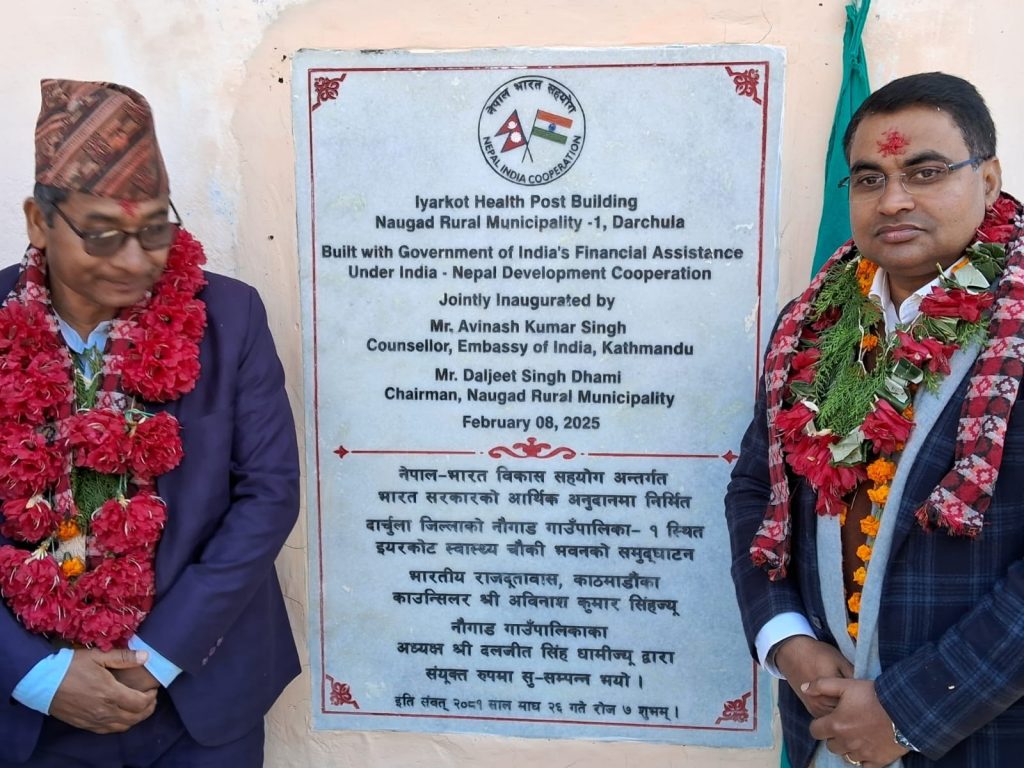 नेपाल भारत सहयोग
NEPAL INDIA COOPERATION
Iyarkot Health Post Building
Naugad Rural Municipality -1, Darchula
Built with Government of India's Financial Assistance
Under India - Nepal Development Cooperation
Jointly Inaugurated by
Mr. Avinash Kumar Singh
Counsellor, Embassy of India, Kathmandu
Mr. Daljeet Singh Dhami
Chairman, Naugad Rural Municipality
February 08, 2025
नेपाल-भारत विकास सहयोग अन्तर्गत
भारत सरकारको आर्थिक अनुदानमा निर्मित
दार्चुला जिल्लाको नौगाड गाउँपालिका- १ स्थित
इयरकोट स्वास्थ्य चौकी भवनको समुद्घाटन
भारतीय राजदूतावास, काठमाडौंका
काउन्सिलर श्री अविनाश कुमार सिंहज्यू
नौगाड गाउँपालिकाका
अध्यक्ष श्री दलजीत सिंह धामीज्यू द्वारा
संयुक्त रुपमा सु-सम्पन्न भयो ।
इति संवत् २०८१ साल माघ २६ गते रोज ७ शुभम् ।